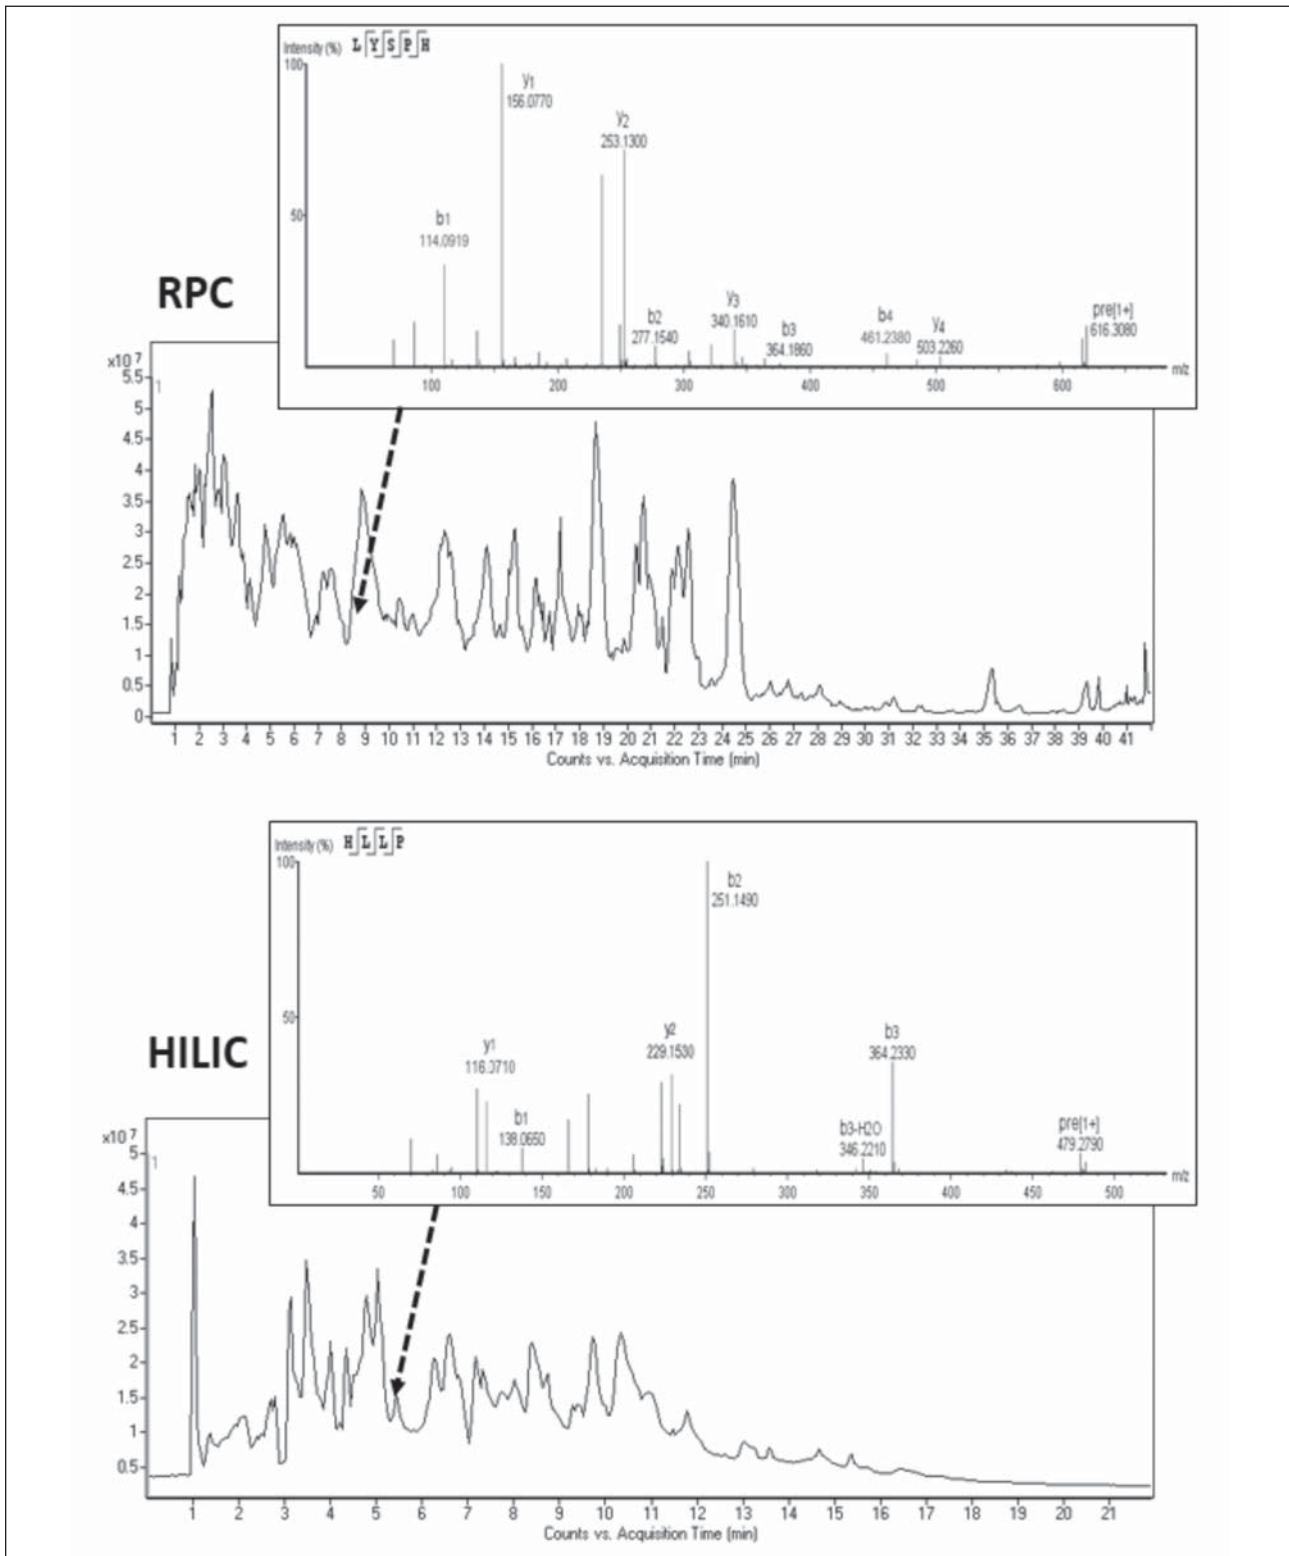 Intensity (%) L Y S P H
100
y1
156.0770
y2
253.1300
50
b1
114.0919
RPC
b2
277.1540
y3
340.1610
b3
364.1860
b4
461.2380
y4
503.2260
pre[1+]
616.3080
100 200 300 400 500 600 m/z
x10 7
1
5.5
5
4.5
4
3.5
3
2.5
2
1.5
1
0.5
0
1 2 3 4 5 6 7 8 9 10 11 12 13 14 15 16 17 18 19 20 21 22 23 24 25 26 27 28 29 30 31 32 33 34 35 36 37 38 39 40 41
Counts vs. Acquisition Time (min)
Intensity (%) H L L P
100
b2
251.1490
50
HILIC
y1
116.0710
b1
138.0650
y2
229.1530
b3
364.2330
b3-H2O
346.2210
pre[1+]
479.2790
50 100 150 200 250 300 350 400 450 500 m/z
x10 7
1
5
4.5
4
3.5
3
2.5
2
1.5
1
0.5
1 2 3 4 5 6 7 8 9 10 11 12 13 14 15 16 17 18 19 20 21
Counts vs. Acquisition Time (min)